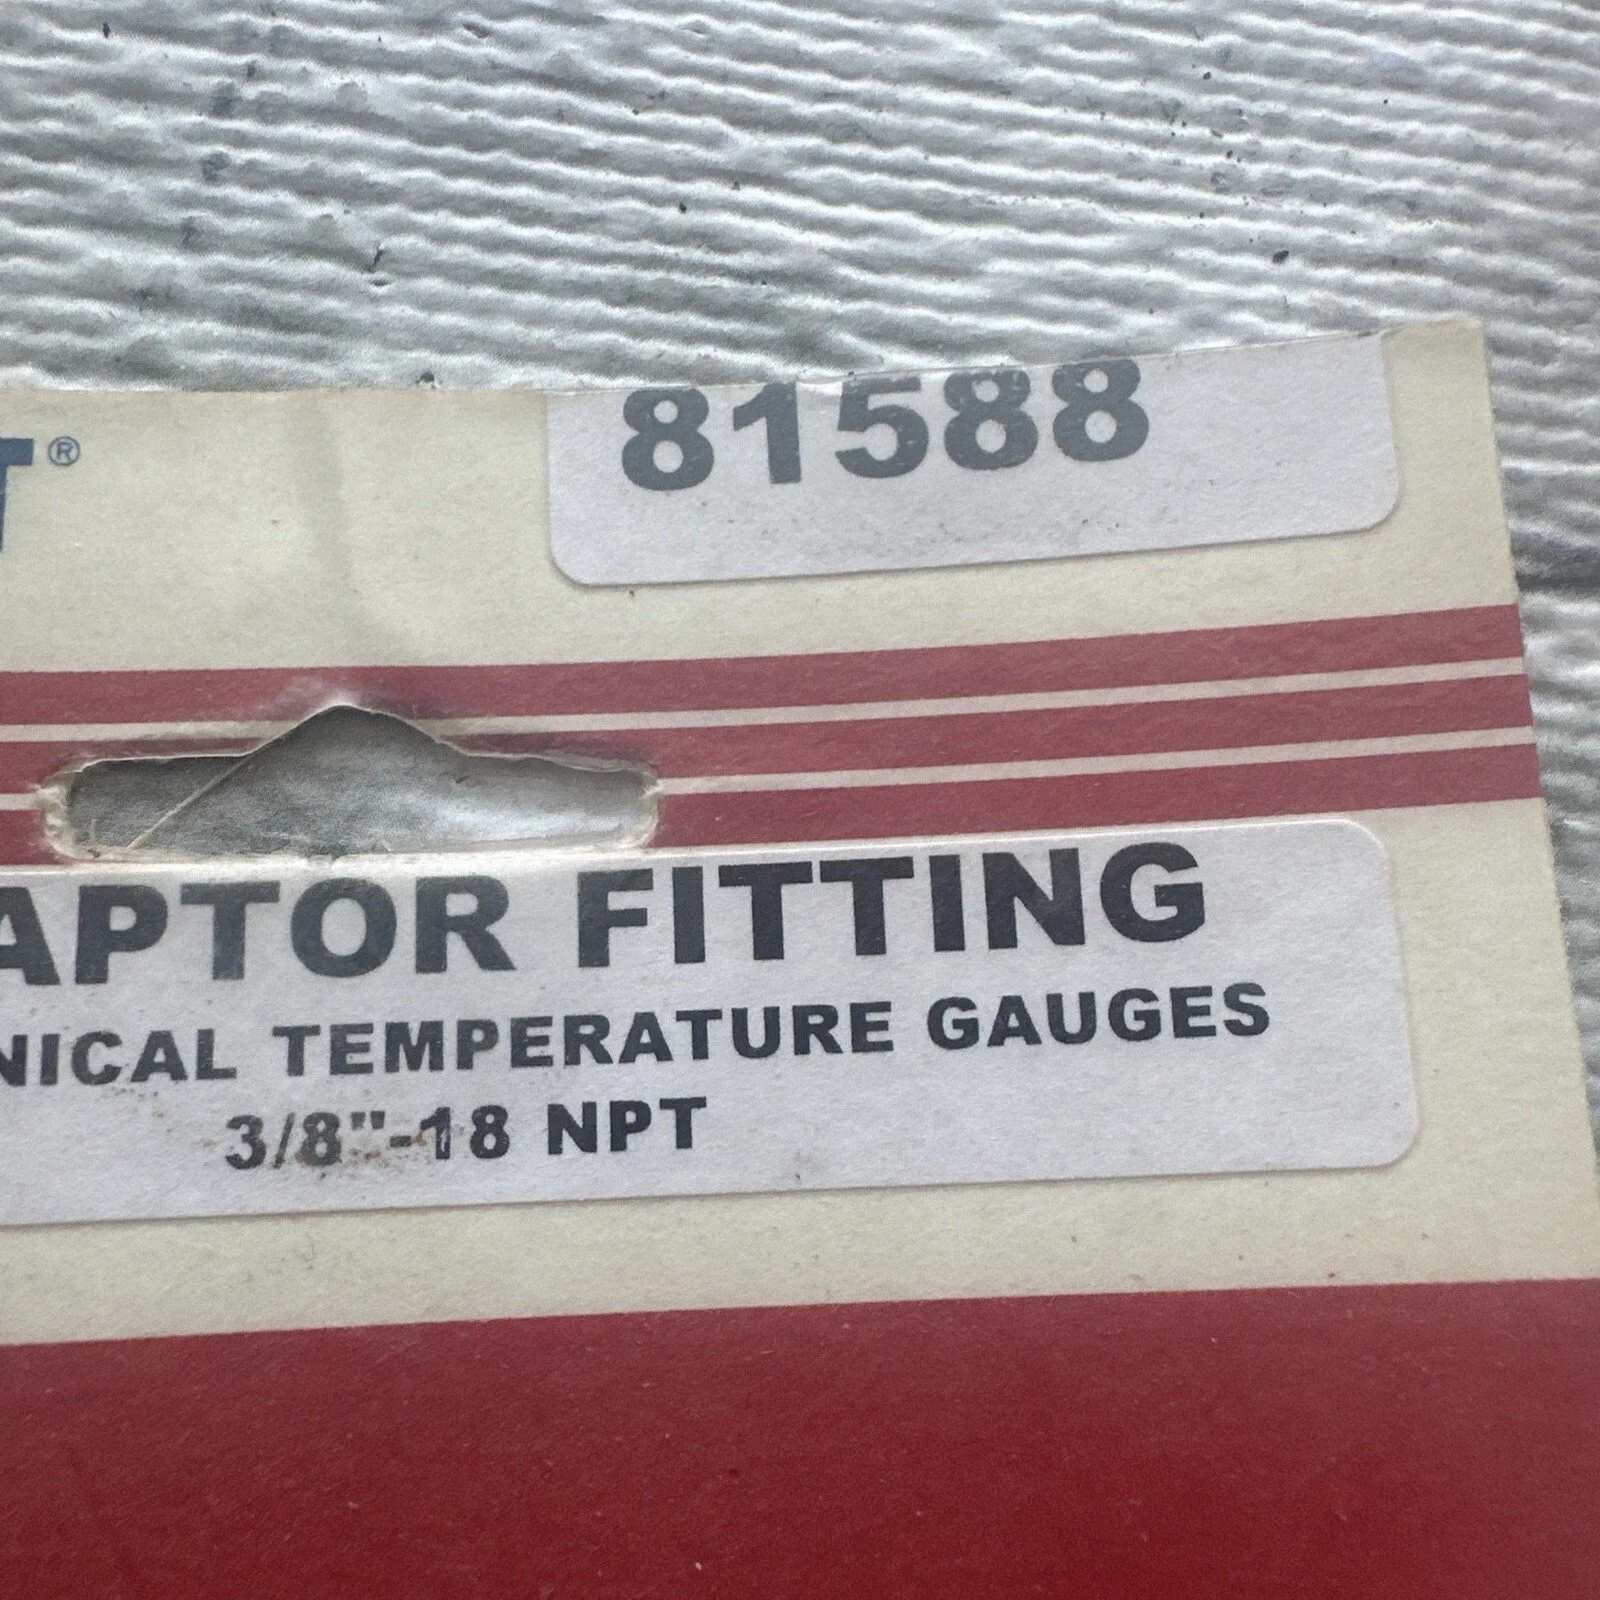 81588
T®
APTOR FITTING
NICAL TEMPERATURE GAUGES
3/8"-18 NPT